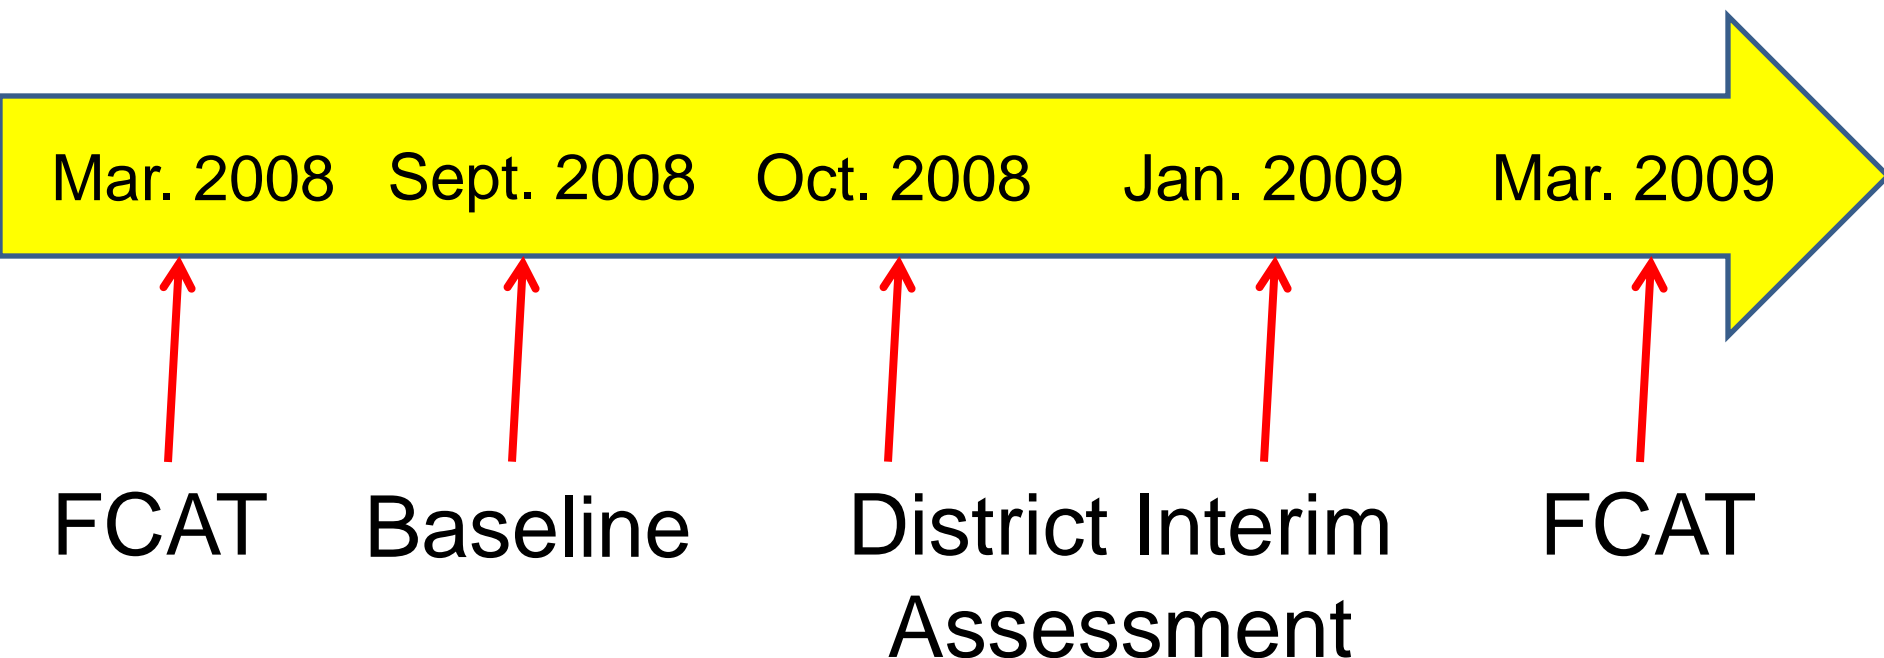 Mar. 2008 Sept. 2008 Oct. 2008 Jan. 2009 Mar. 2009
FCAT Baseline District Interim FCAT
Assessment